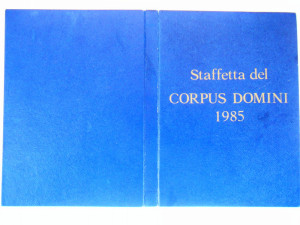 Staffetta del
CORPUS DOMINI
1985